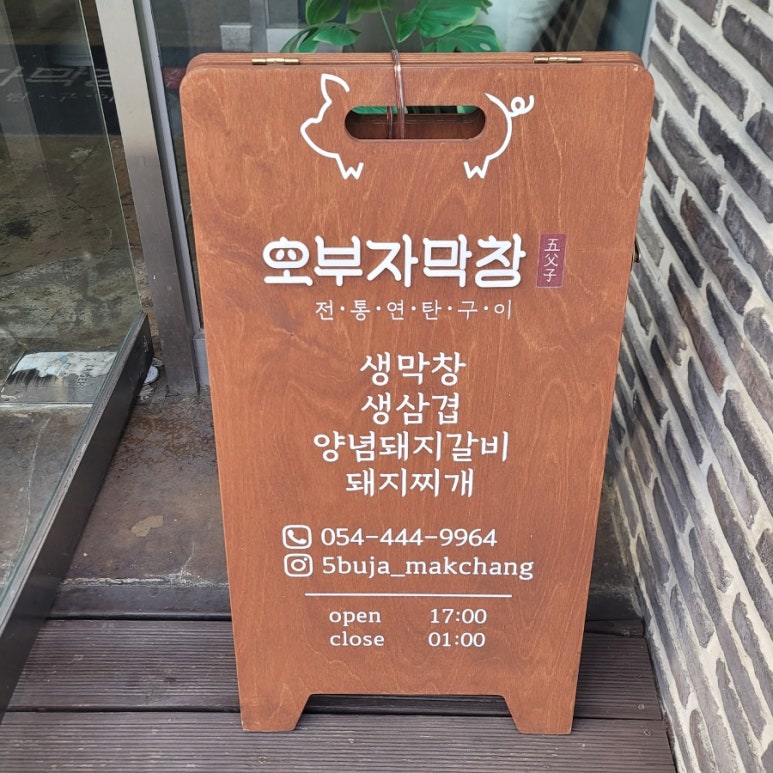 오부자막창 五父子
전·통·연·탄·구·이
생막창
생삼겹
양념돼지갈비
돼지찌개
054-444-9964
5buja_makchang
open 17:00
close 01:00